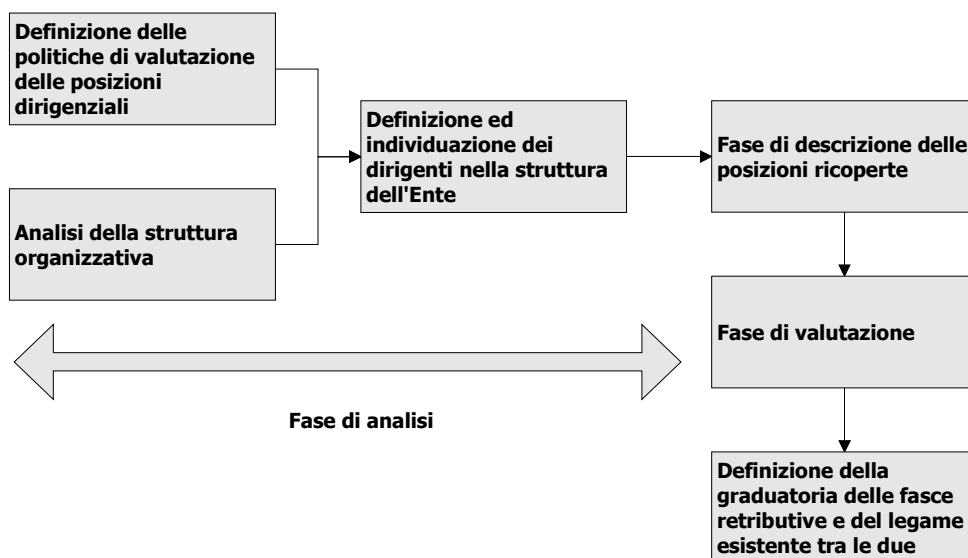 Definizione delle
politiche di valutazione
delle posizioni
dirigenziali
Analisi della struttura
organizzativa
Definizione ed
individuazione dei
dirigenti nella struttura
dell'Ente
Fase di descrizione delle
posizioni ricoperte
Fase di valutazione
Definizione della
graduatoria delle fasce
retributive e del legame
esistente tra le due
Fase di analisi